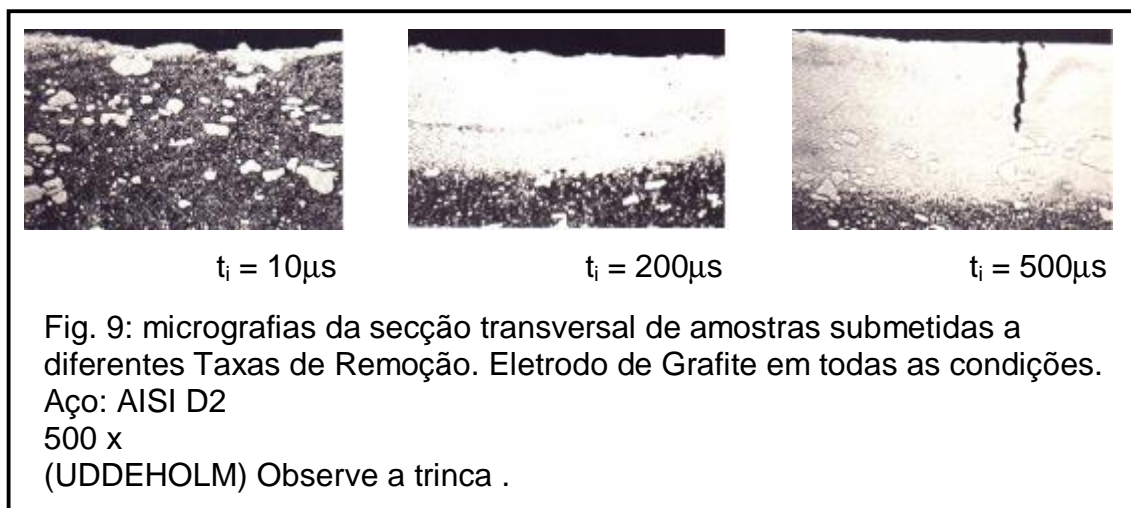 tᵢ = 10μs tᵢ = 200μs tᵢ = 500μs
Fig. 9: micrografias da secção transversal de amostras submetidas a
diferentes Taxas de Remoção. Eletrodo de Grafite em todas as condições.
Aço: AISI D2
500 x
(UDDEHOLM) Observe a trinca .